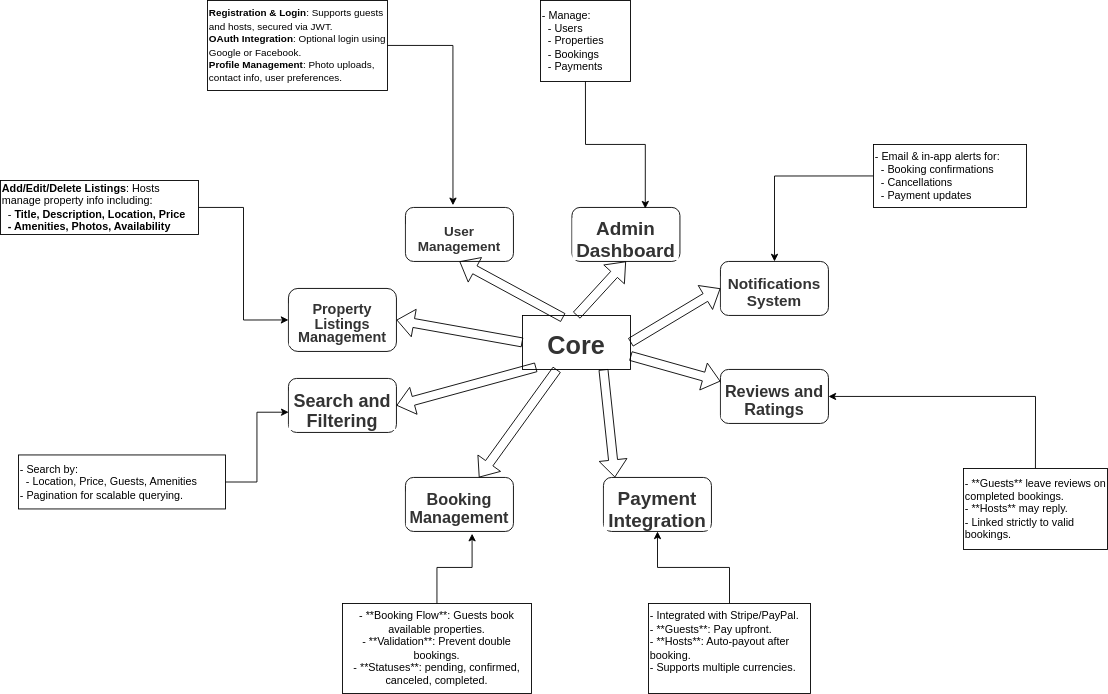 Registration & Login: Supports guests
and hosts, secured via JWT.
OAuth Integration: Optional login using
Google or Facebook.
Profile Management: Photo uploads,
contact info, user preferences.
- Manage:
- Users
- Properties
- Bookings
- Payments
- Email & in-app alerts for:
- Booking confirmations
- Cancellations
- Payment updates
Add/Edit/Delete Listings: Hosts
manage property info including:
- Title, Description, Location, Price
- Amenities, Photos, Availability
User
Management
Admin
Dashboard
Notifications
System
Property
Listings
Management
Core
Search and
Filtering
Reviews and
Ratings
- Search by:
- Location, Price, Guests, Amenities
- Pagination for scalable querying.
Booking
Management
Payment
Integration
- **Guests** leave reviews on
completed bookings.
- **Hosts** may reply.
- Linked strictly to valid
bookings.
- **Booking Flow**: Guests book
available properties.
- **Validation**: Prevent double
bookings.
- **Statuses**: pending, confirmed,
canceled, completed.
- Integrated with Stripe/PayPal.
- **Guests**: Pay upfront.
- **Hosts**: Auto-payout after
booking.
- Supports multiple currencies.